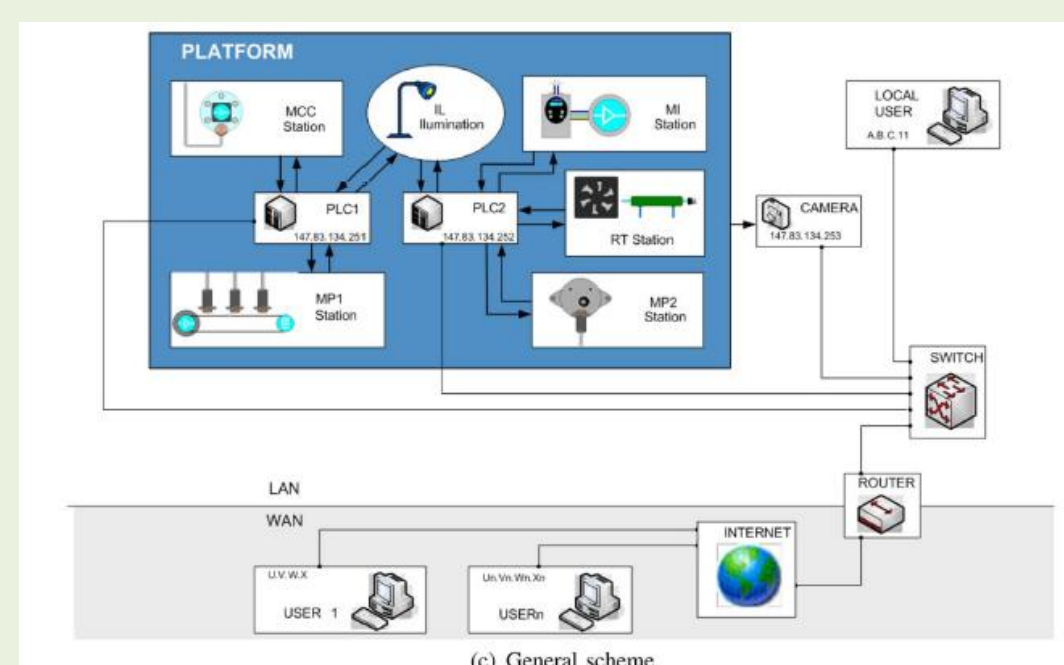 PLATFORM
MCC
Station
IL
Ilumination
MI
Station
LOCAL
USER
A.B.C.11
PLC1
147.83.134.251
PLC2
147.83.134.252
RT Station
CAMERA
147.83.134.253
MP1
Station
MP2
Station
SWITCH
LAN
ROUTER
WAN
INTERNET
U.V.W.X
USER 1
Un.Vn.Wn.Xn
USERn
(c) General scheme